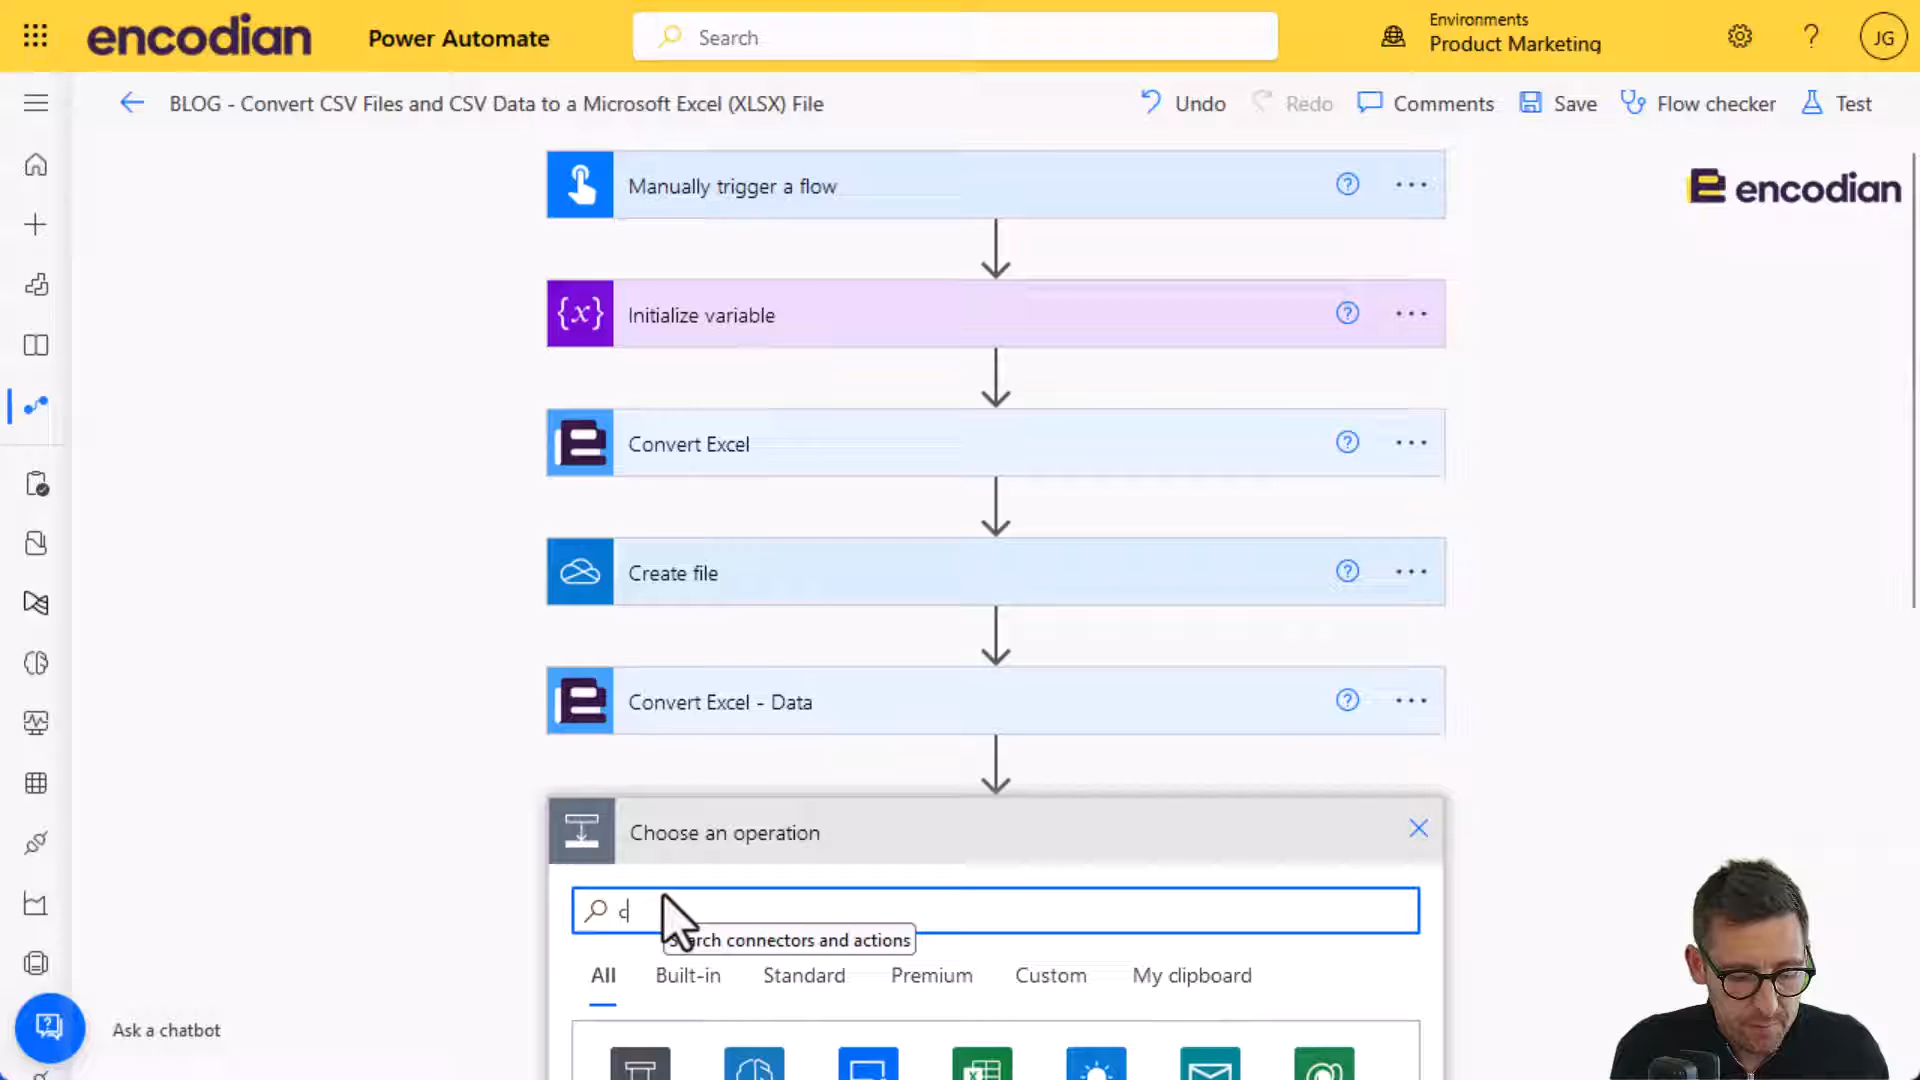 encodian
Power Automate
Search
Environments
Product Marketing
JG
BLOG - Convert CSV Files and CSV Data to a Microsoft Excel (XLSX) File
Undo
Redo
Comments
Save
Flow checker
Test
encodian
Manually trigger a flow
{x} Initialize variable
Convert Excel
Create file
Convert Excel - Data
Choose an operation
c
connectors and actions
All
Built-in
Standard
Premium
Custom
My clipboard
Ask a chatbot